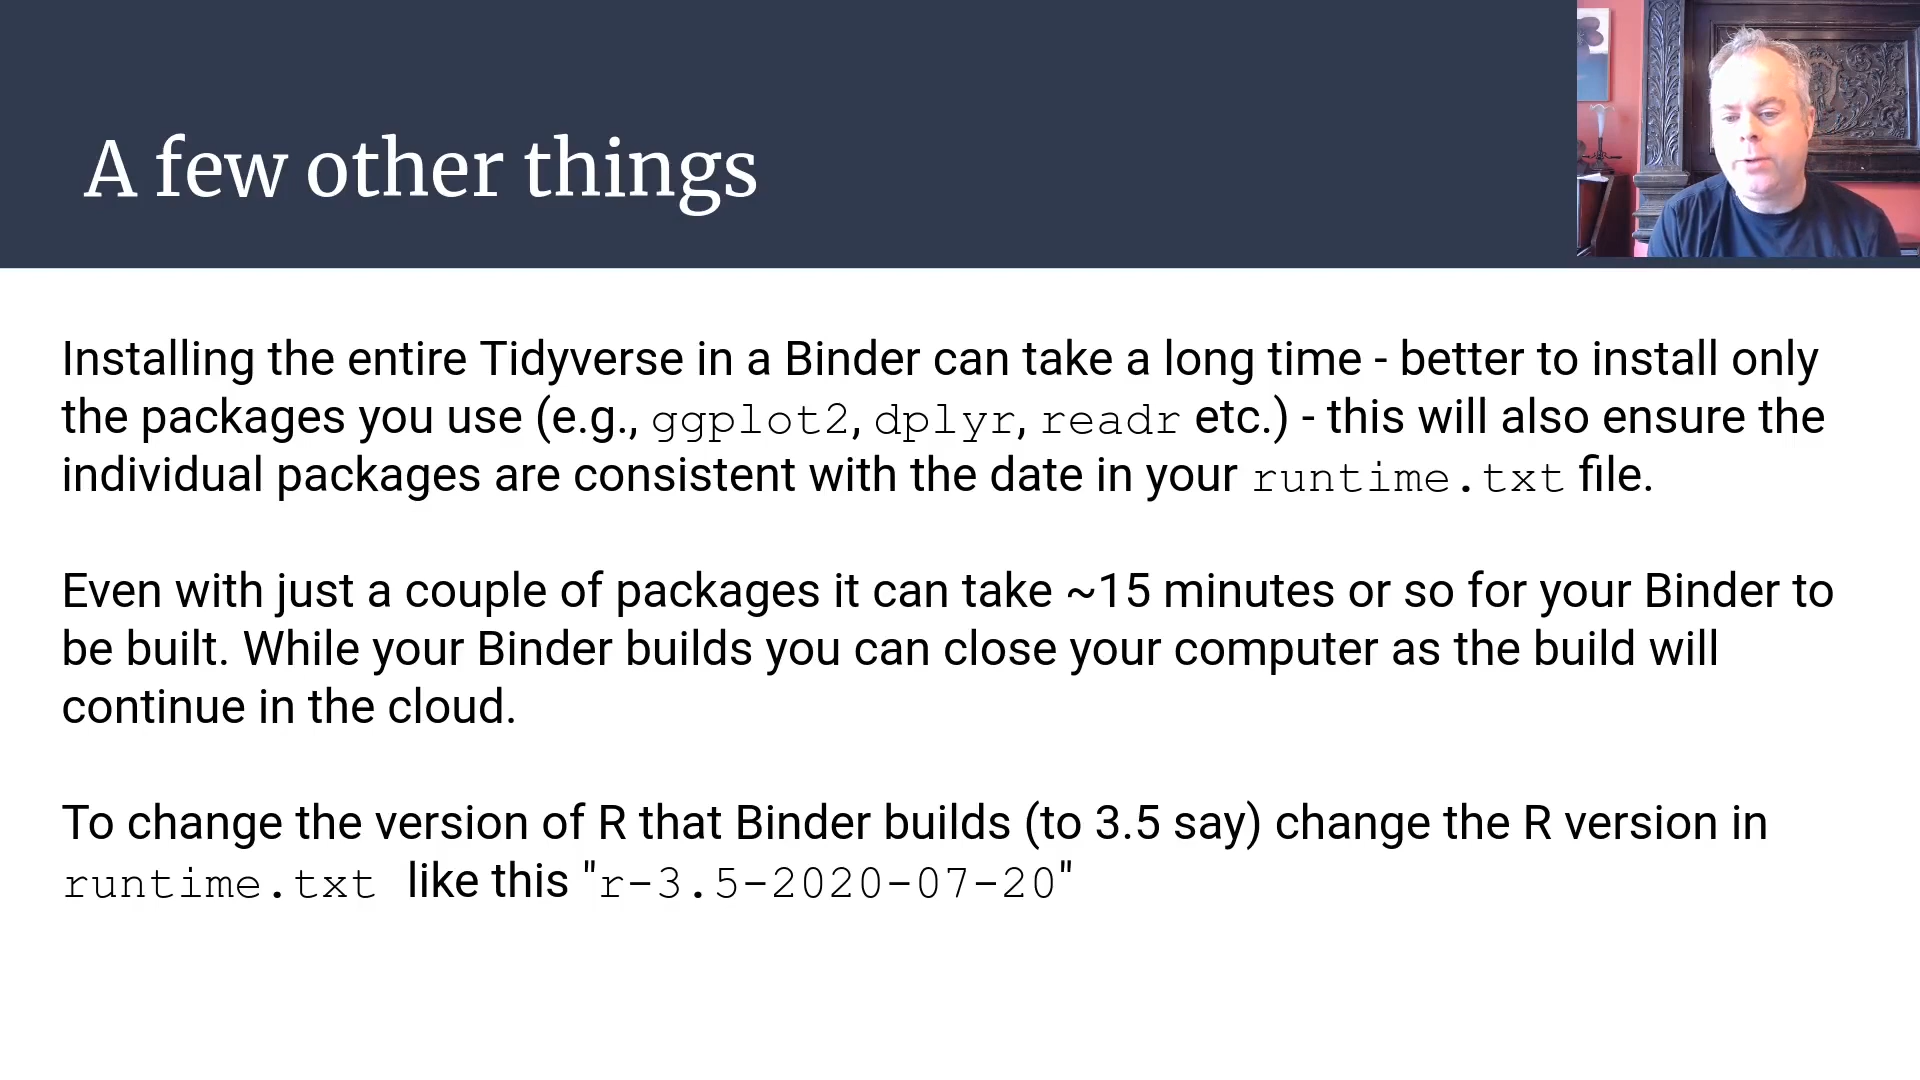 A few other things
Installing the entire Tidyverse in a Binder can take a long time - better to install only
the packages you use (e.g., ggplot2, dplyr, readr etc.) - this will also ensure the
individual packages are consistent with the date in your runtime.txt file.
Even with just a couple of packages it can take ~15 minutes or so for your Binder to
be built. While your Binder builds you can close your computer as the build will
continue in the cloud.
To change the version of R that Binder builds (to 3.5 say) change the R version in
runtime.txt like this "r-3.5-2020-07-20"